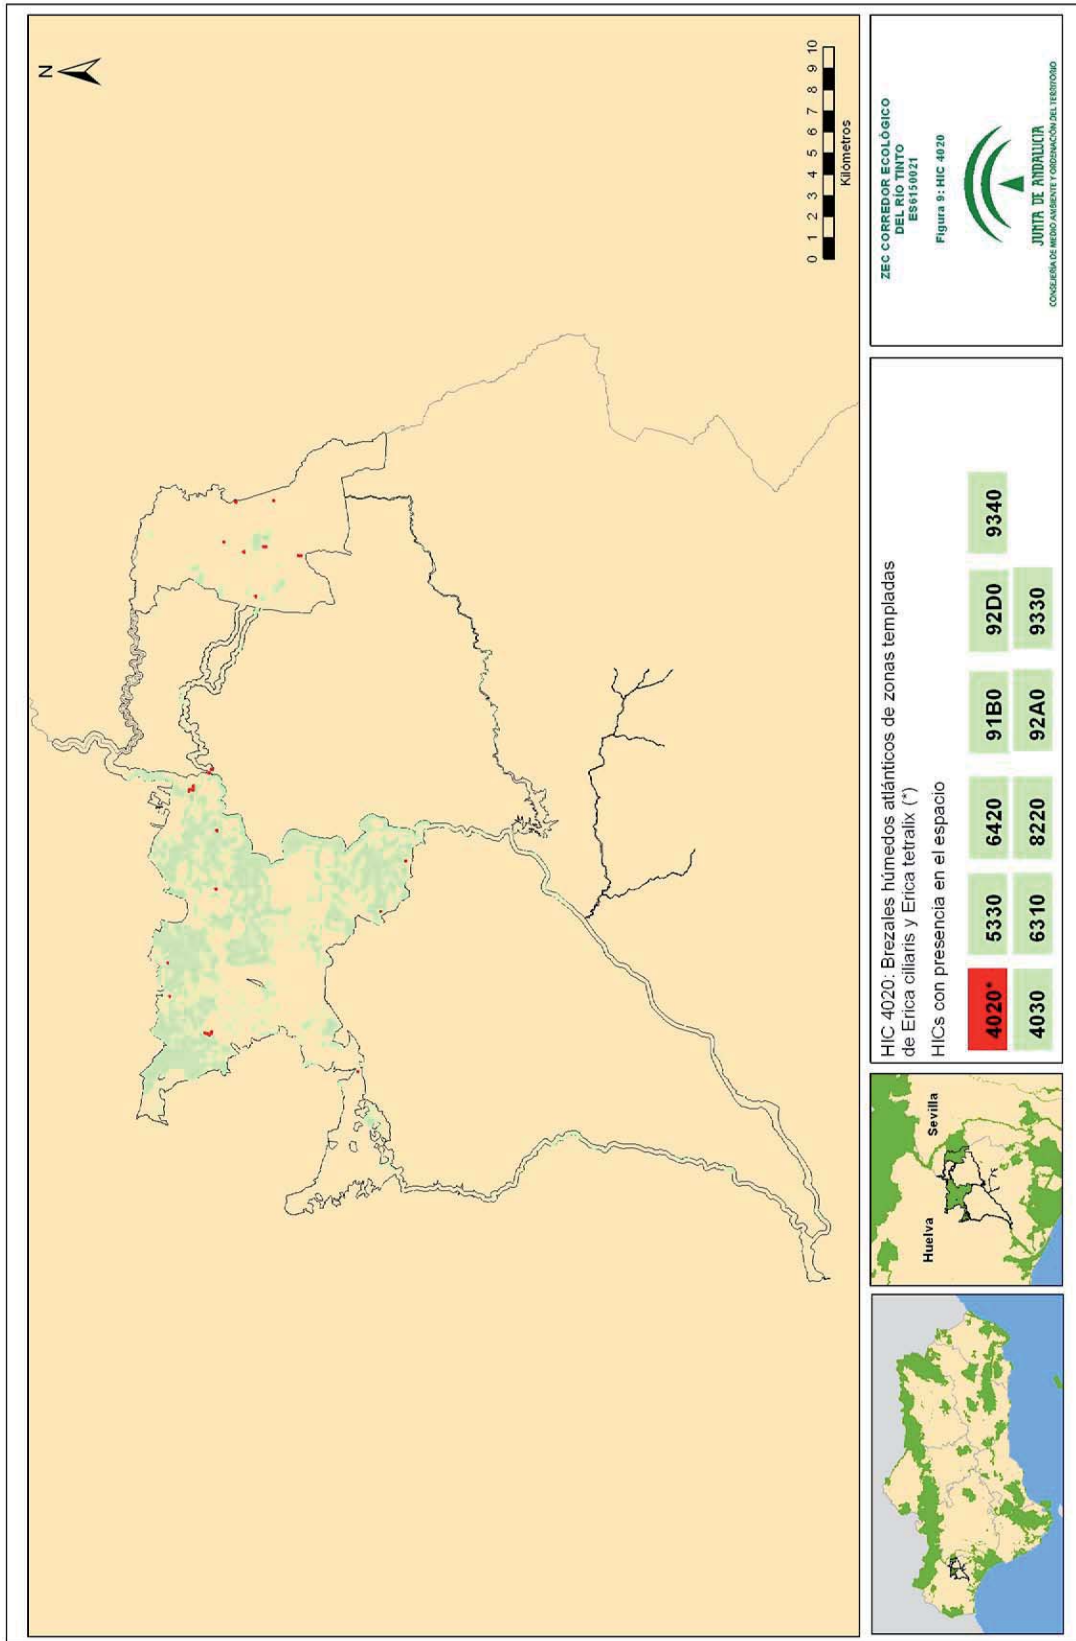 N
0 1 2 3 4 5 6 7 8 9 10
Kilómetros
Huelva
Sevilla
HIC 4020: Brezales húmedos atlánticos de zonas templadas
de Erica ciliaris y Erica tetralix (*)
HICs con presencia en el espacio
4020* 5330 6420 91B0 92D0 9340
4030 6310 8220 92A0 9330
ZEC CORREDOR ECOLÓGICO
DEL RÍO TINTO
ES6150021
Figura 9: HIC 4020
JUNTA DE ANDALUCIA
CONSEJERÍA DE MEDIO AMBIENTE Y ORDENACIÓN DEL TERRITORIO